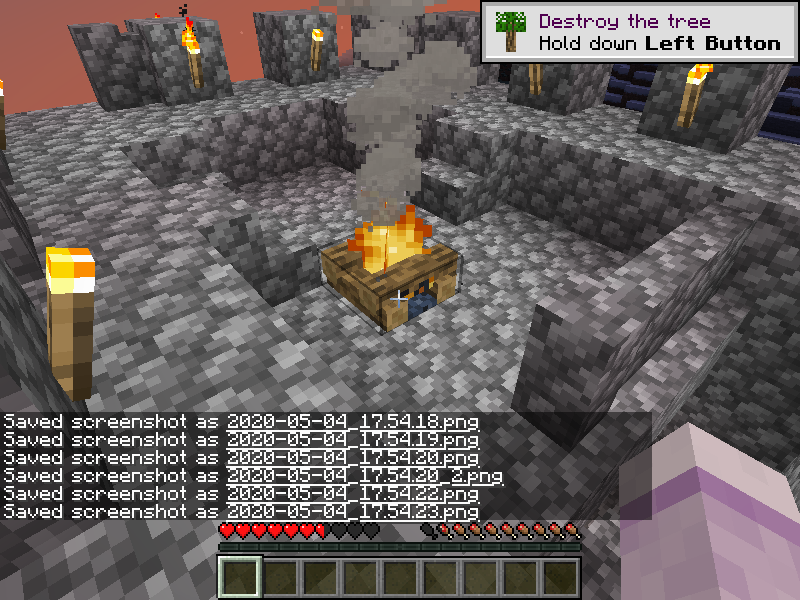 Destroy the tree
Hold down Left Button
Saved screenshot as 2020-05-04_17.54.18.png
Saved screenshot as 2020-05-04_17.54.19.png
Saved screenshot as 2020-05-04_17.54.20.png
Saved screenshot as 2020-05-04_17.54.20_2.png
Saved screenshot as 2020-05-04_17.54.22.png
Saved screenshot as 2020-05-04_17.54.23.png